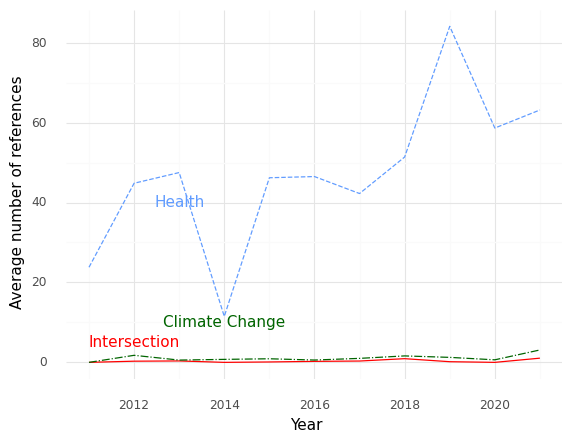 80
60
40
20
0
Average number of references
Health
Climate Change
Intersection
2012 2014 2016 2018 2020
Year